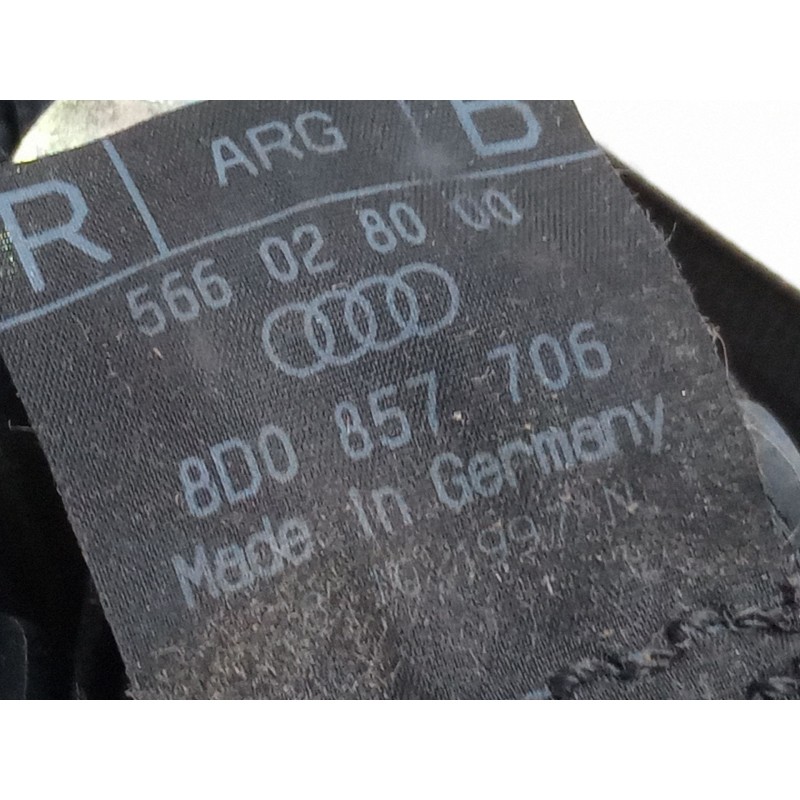 R ARG B
566 02 80 00
8D0 857 706
Made in Germany